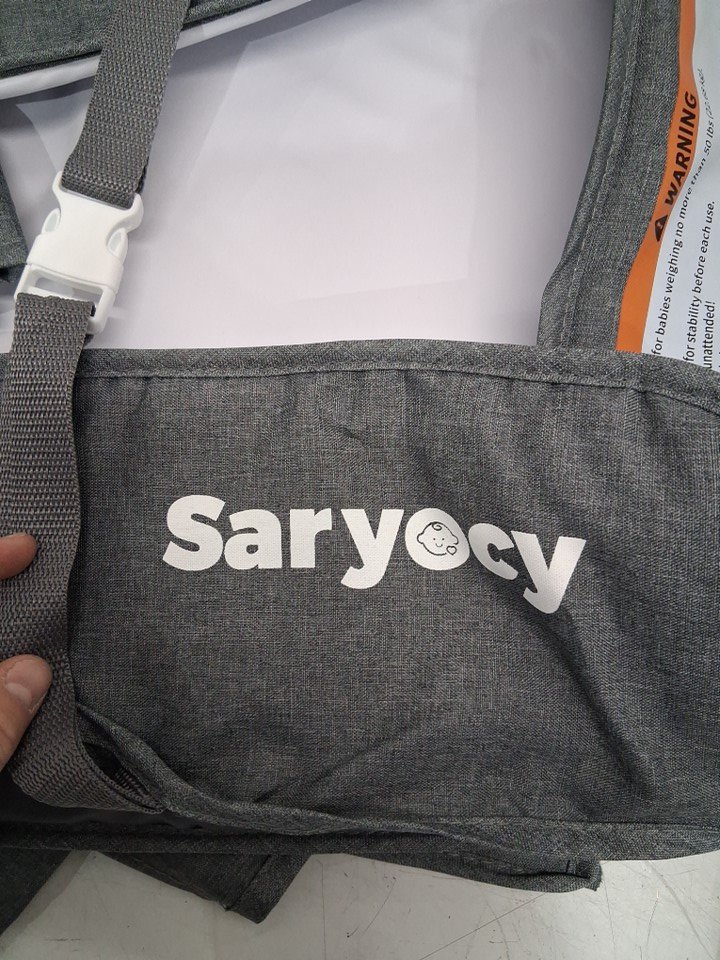 WARNING
for babies weighing no more than 50 lbs
for stability before each use.
unattended!
Saryocy